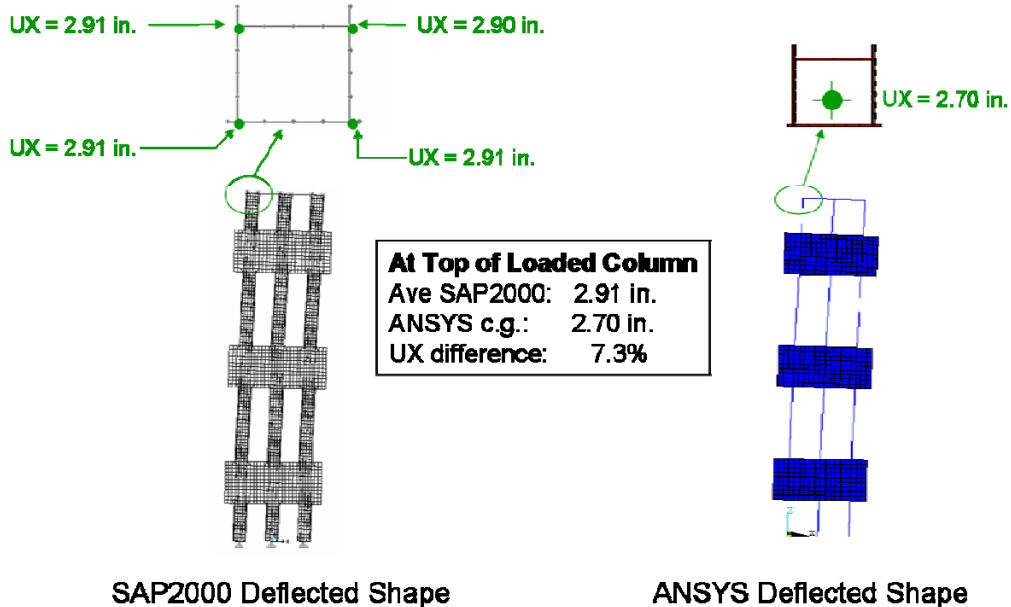 UX = 2.91 in.
UX = 2.90 in.
UX = 2.70 in.
UX = 2.91 in.
UX = 2.91 in.
At Top of Loaded Column
Ave SAP2000: 2.91 in.
ANSYS c.g.: 2.70 in.
UX difference: 7.3%
SAP2000 Deflected Shape
ANSYS Deflected Shape